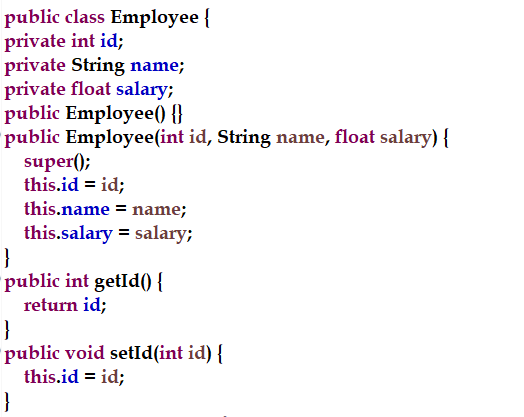 public class Employee {
private int id;
private String name;
private float salary;
public Employee() {}
public Employee(int id, String name, float salary) {
super();
this.id = id;
this.name = name;
this.salary = salary;
}
public int getId() {
return id;
}
public void setId(int id) {
this.id = id;
}